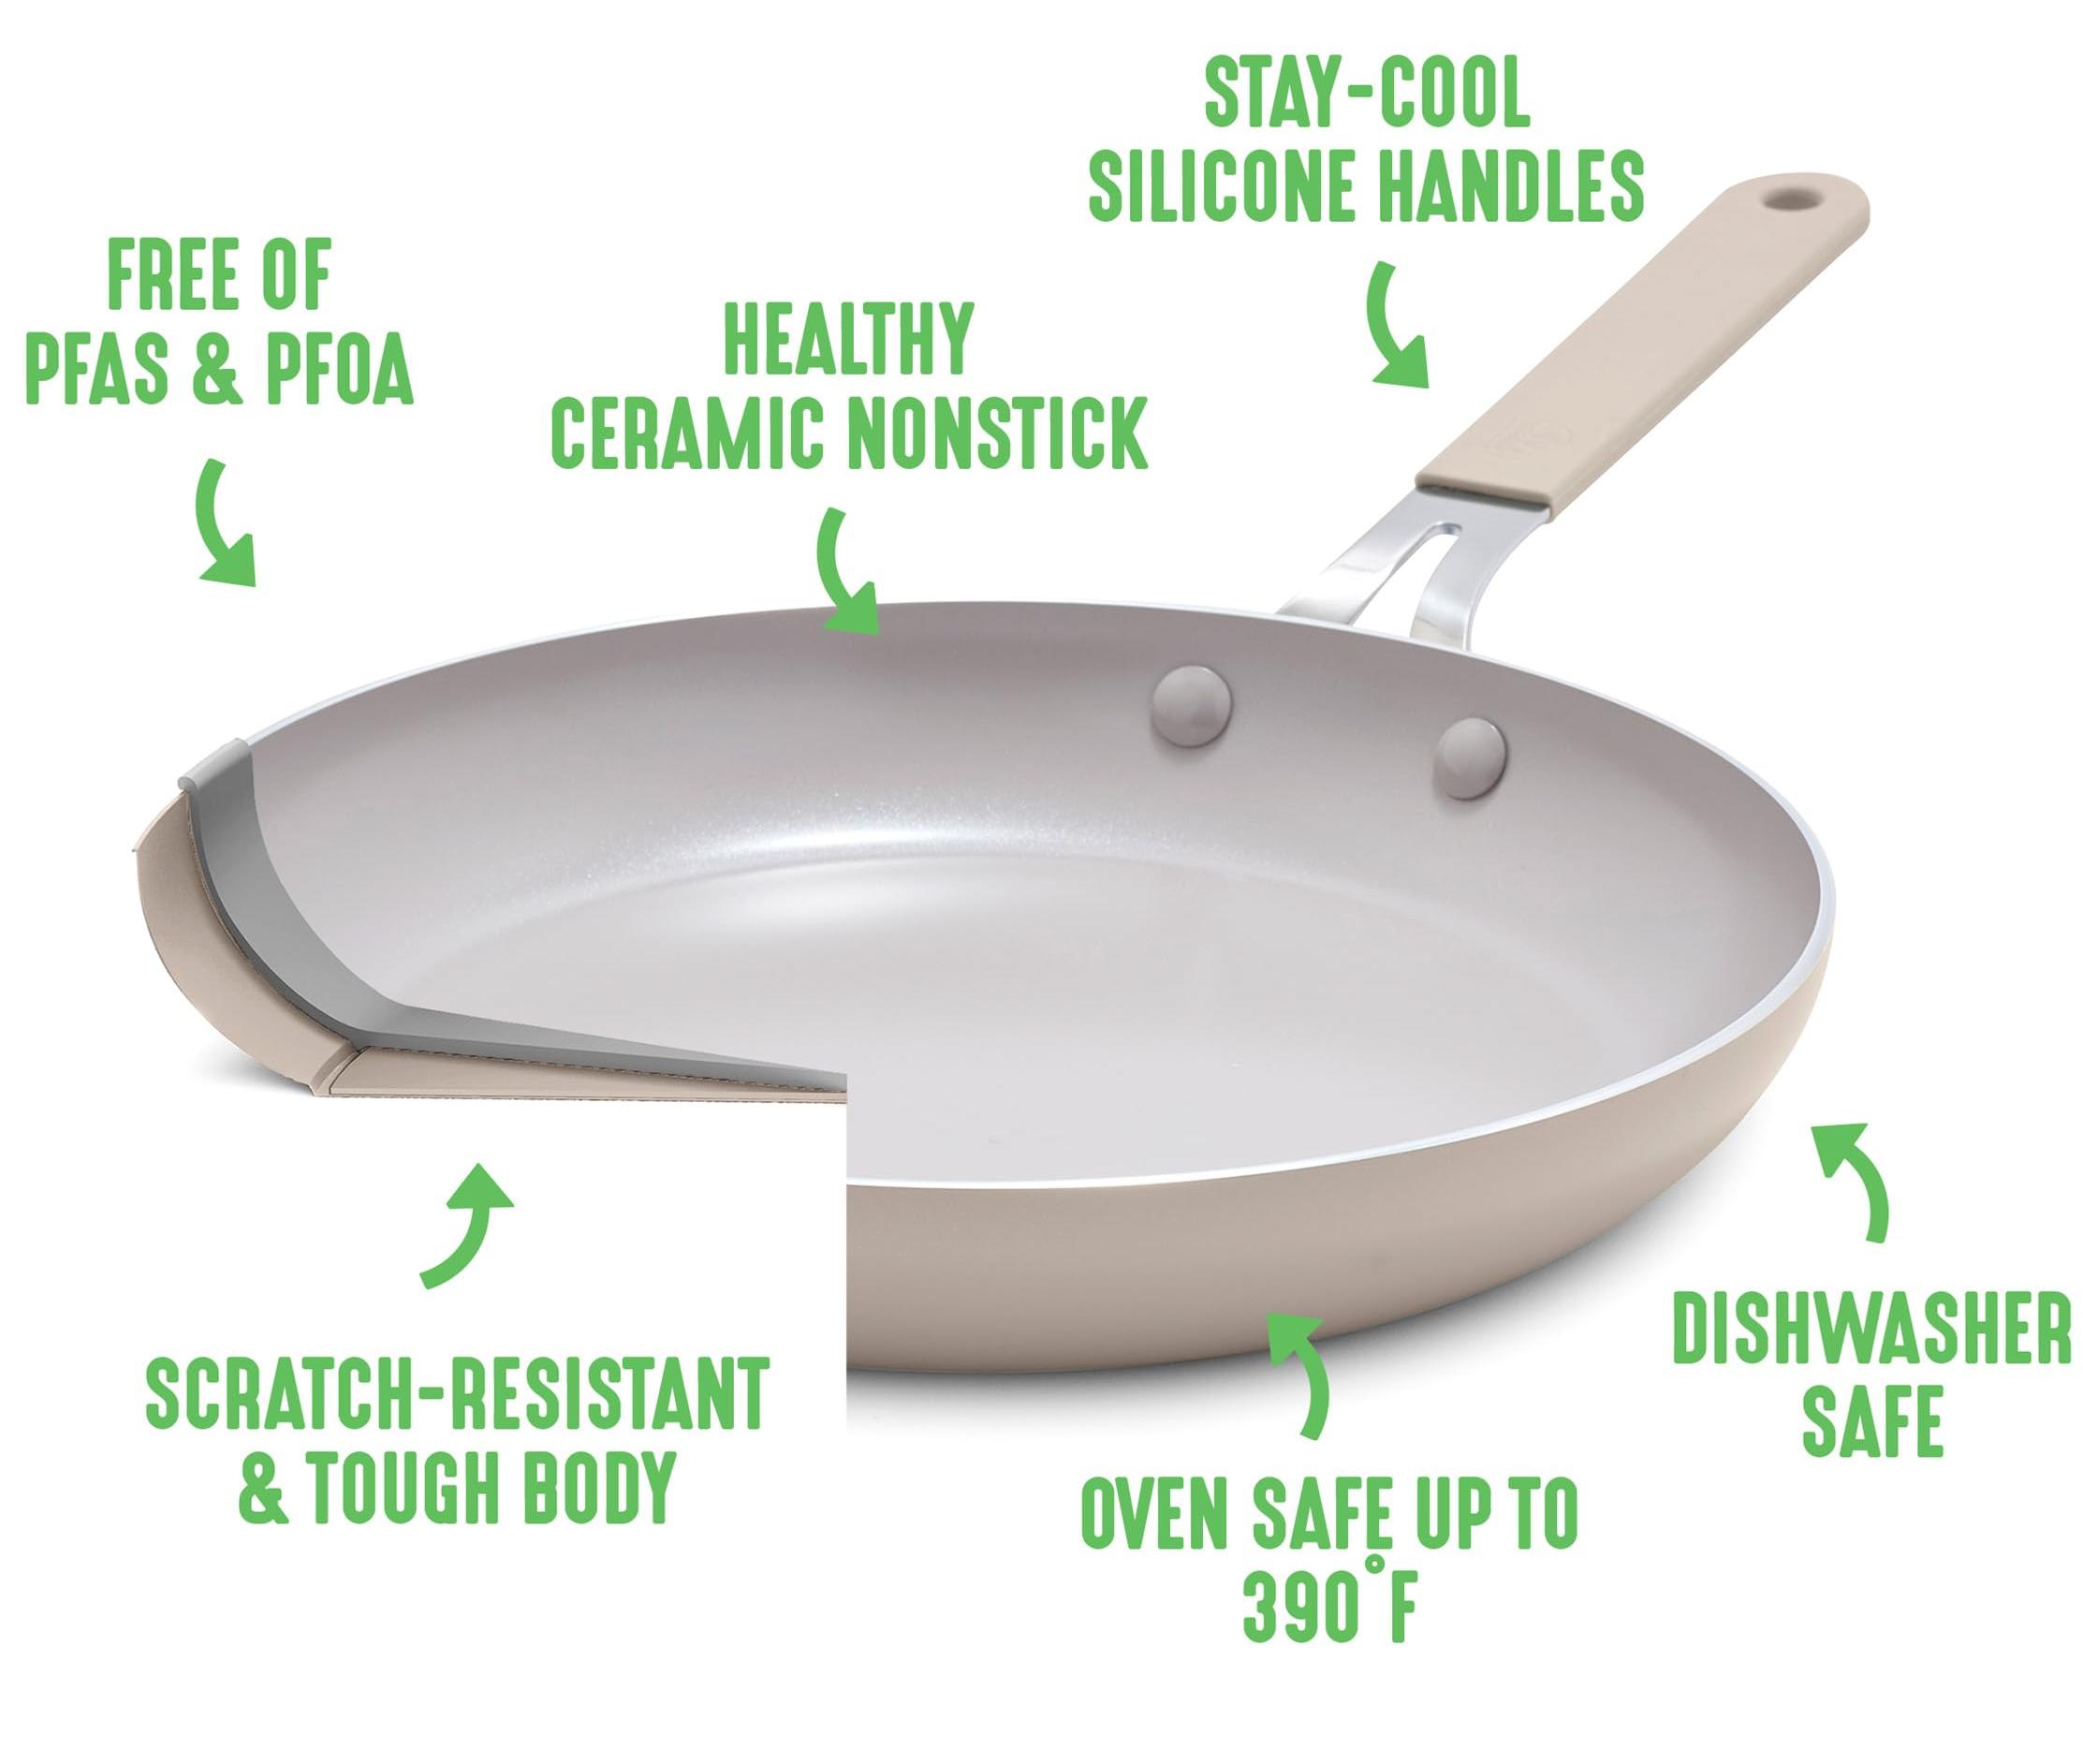 STAY-COOL
SILICONE HANDLES
FREE OF
PFAS & PFOA
HEALTHY
CERAMIC NONSTICK
DISHWASHER
SAFE
SCRATCH-RESISTANT
& TOUGH BODY
OVEN SAFE UP TO
390°F